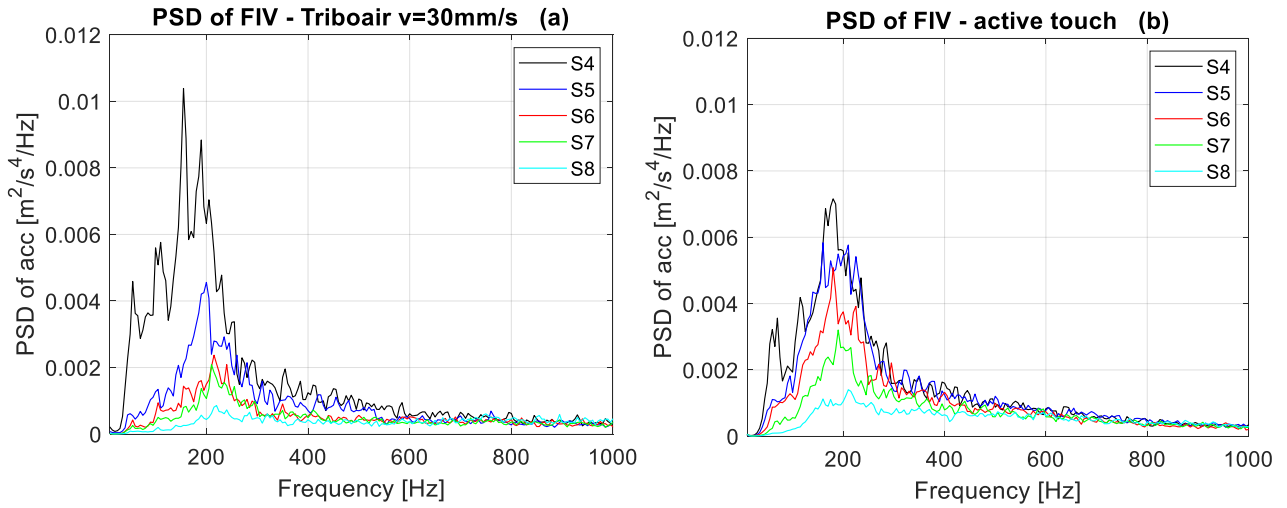 PSD of FIV - Triboair v=30mm/s (a)
PSD of acc [m²/s⁴/Hz]
0.012
0.01
0.008
0.006
0.004
0.002
0
200
400
600
800
1000
Frequency [Hz]
S4
S5
S6
S7
S8
PSD of FIV - active touch (b)
PSD of acc [m²/s⁴/Hz]
0.012
0.01
0.008
0.006
0.004
0.002
0
200
400
600
800
1000
Frequency [Hz]
S4
S5
S6
S7
S8